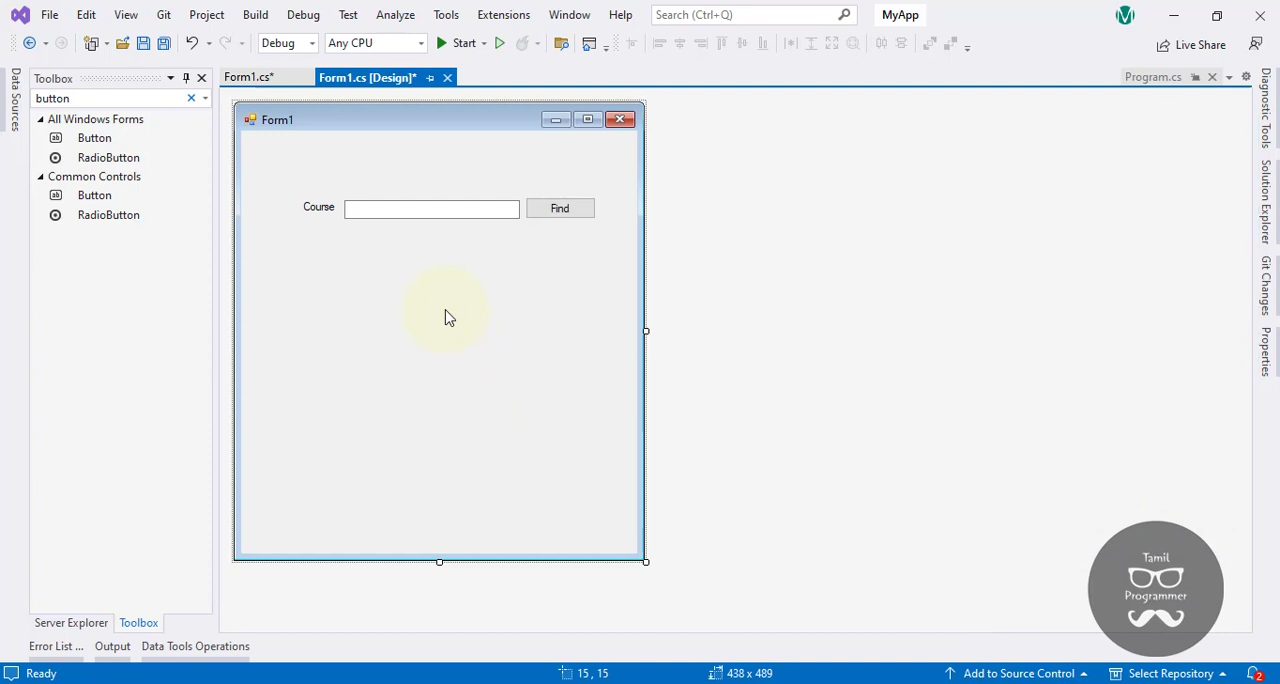 File Edit View Git Project Build Debug Test Analyze Tools Extensions Window Help Search (Ctrl+Q) MyApp
Debug Any CPU Start Live Share
Toolbox
Form1.cs* Form1.cs [Design]* Program.cs
button
All Windows Forms
Button
RadioButton
Common Controls
Button
RadioButton
Data Sources
Form1
Course Find
Diagnostic Tools
Solution Explorer
Git Changes
Properties
Tamil
Programmer
Server Explorer Toolbox
Error List ... Output Data Tools Operations
Ready 15 , 15 438 x 489 Add to Source Control Select Repository 2